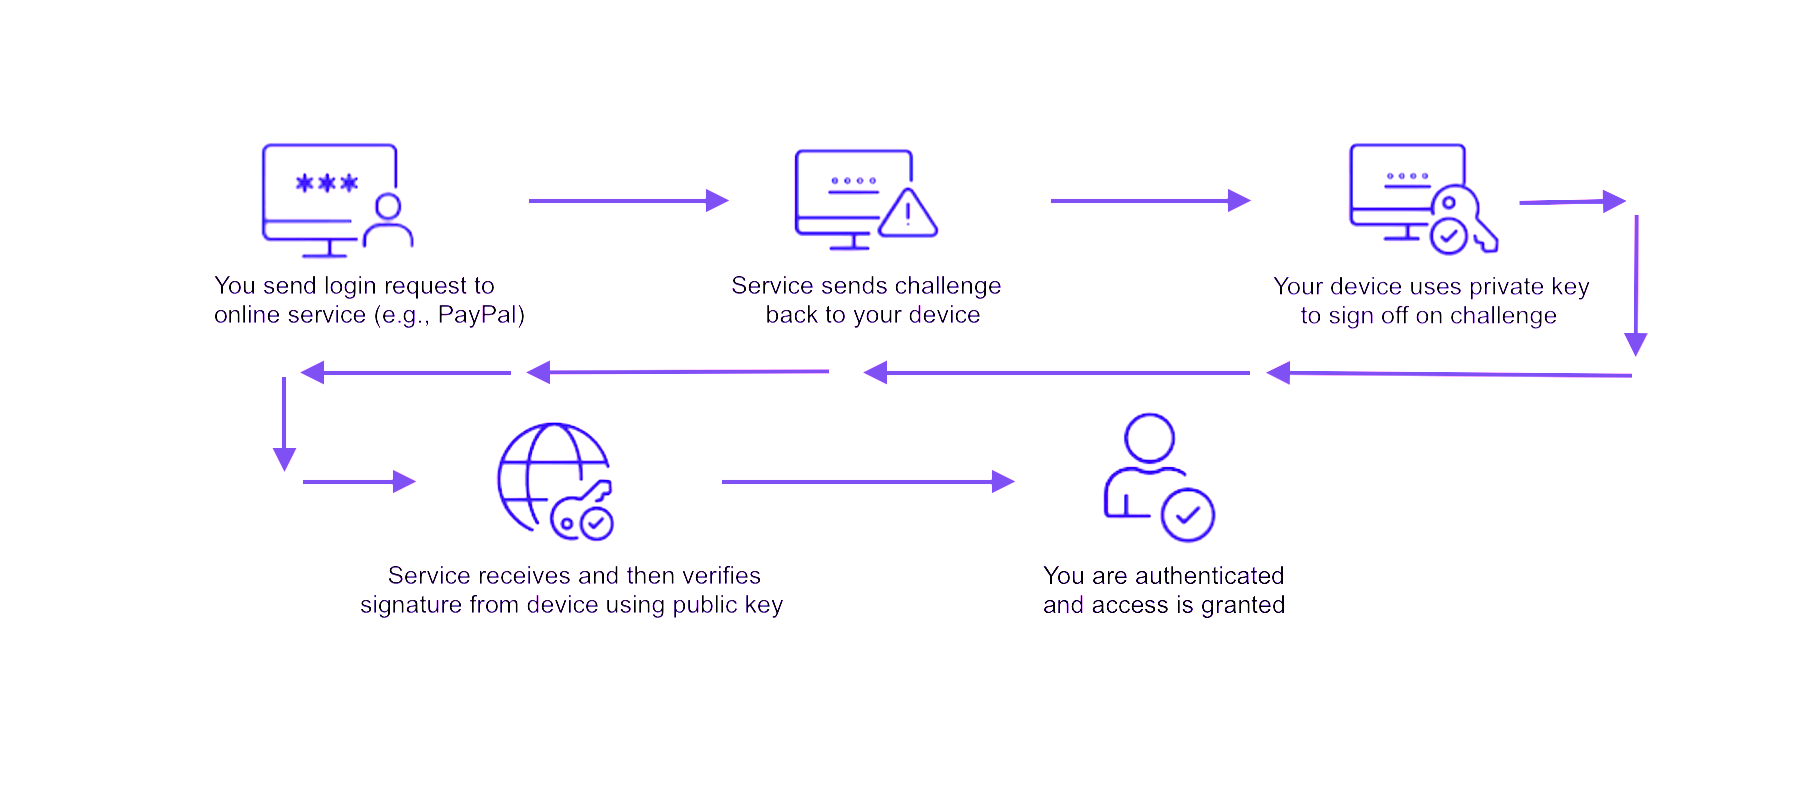 ***
You send login request to
online service (e.g., PayPal)
Service sends challenge
back to your device
Your device uses private key
to sign off on challenge
Service receives and then verifies
signature from device using public key
You are authenticated
and access is granted